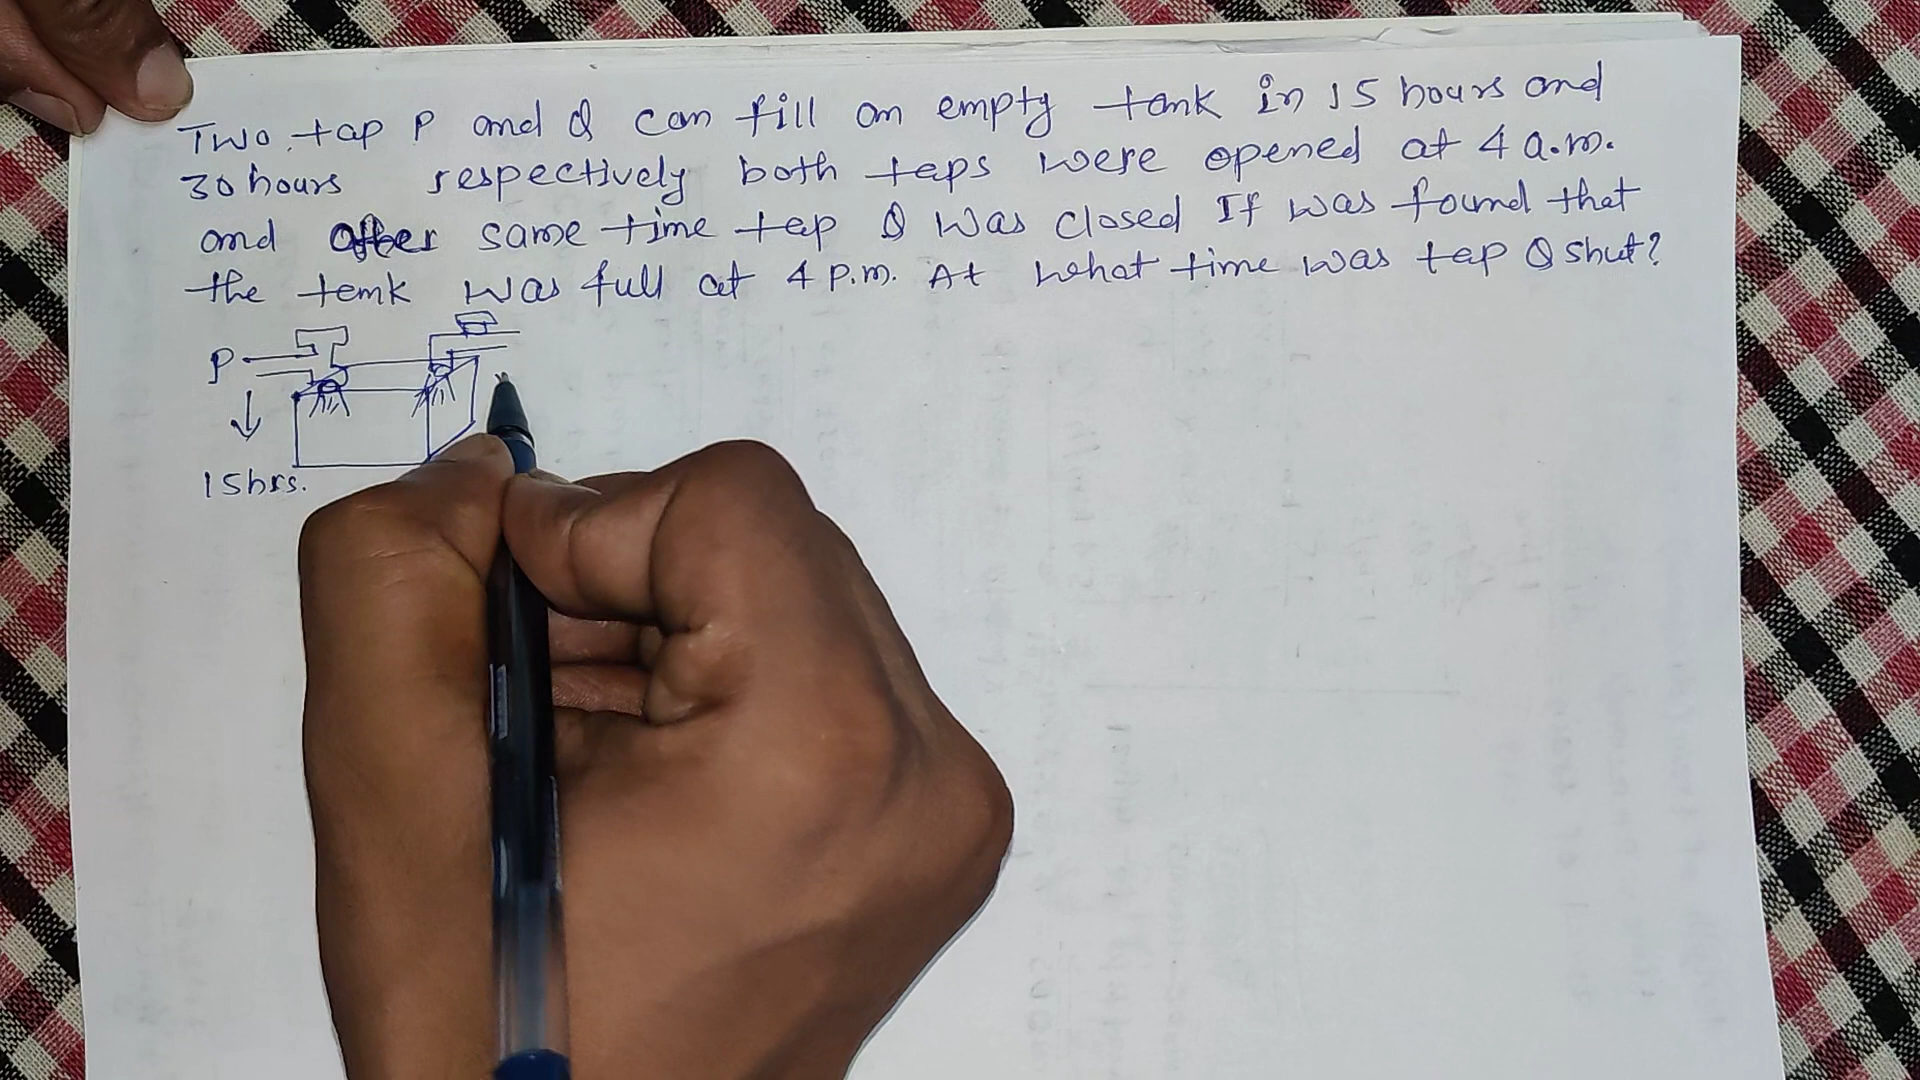 Two tap P and Q can fill an empty tank in 15 hours and
30 hours respectively both taps were opened at 4 a.m.
and after same time tap Q was closed If was found that
the tank was full at 4 p.m. At what time was tap Q shut?
P
15hrs.